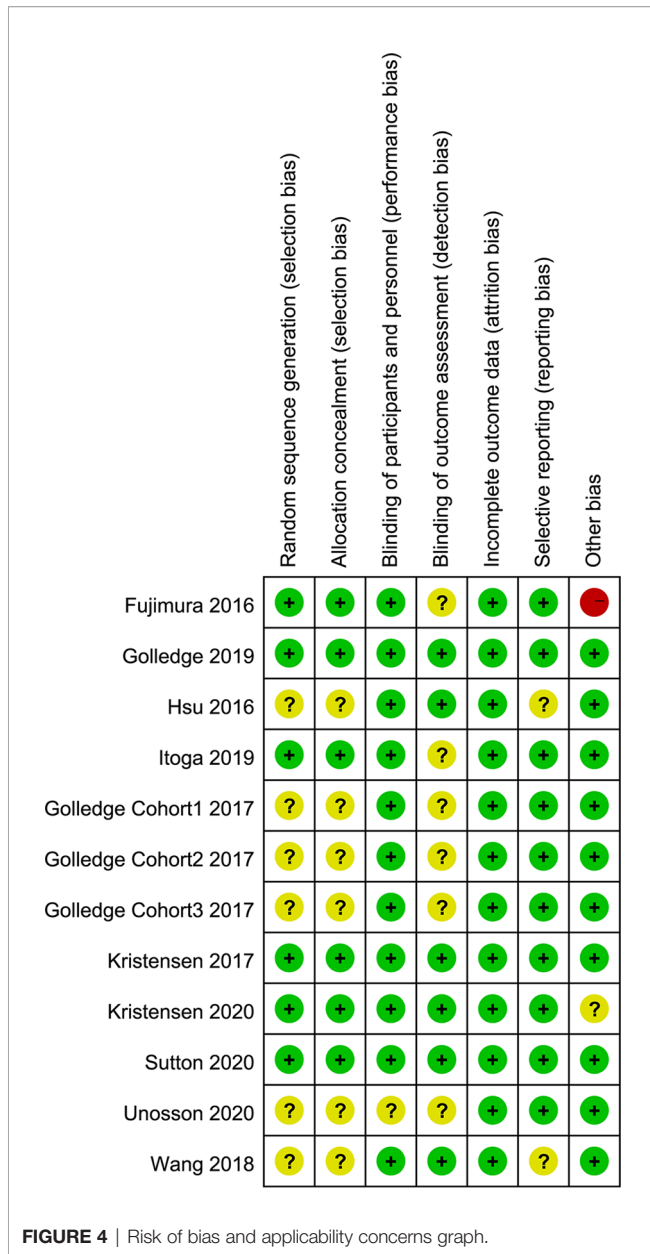 Random sequence generation (selection bias)
Allocation concealment (selection bias)
Blinding of participants and personnel (performance bias)
Blinding of outcome assessment (detection bias)
Incomplete outcome data (attrition bias)
Selective reporting (reporting bias)
Other bias
Fujimura 2016 + + + ? + + −
Golledge 2019 + + + + + + +
Hsu 2016 ? ? + + + ? +
Itoga 2019 + + + ? + + +
Golledge Cohort1 2017 ? ? + ? + + +
Golledge Cohort2 2017 ? ? + ? + + +
Golledge Cohort3 2017 ? ? + ? + + +
Kristensen 2017 + + + + + + +
Kristensen 2020 + + + + + + ?
Sutton 2020 + + + + + + +
Unosson 2020 ? ? ? ? + + +
Wang 2018 ? ? + + + ? +
FIGURE 4 | Risk of bias and applicability concerns graph.